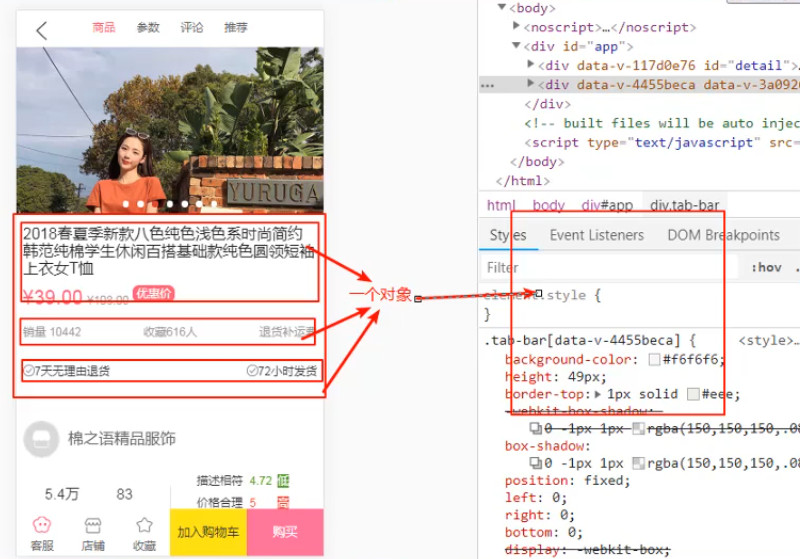 商品 参数 评论 推荐
YURUGA
2018春夏季新款八色纯色浅色系时尚简约
韩范纯棉学生休闲百搭基础款纯色圆领短袖
上衣女T恤
¥39.00 优惠价
销量 10442 收藏616人 退货补运费
7天无理由退货 72小时发货
棉之语精品服饰
5.4万 83
描述相符 4.72 低
价格合理 5 高
客服 店铺 收藏 加入购物车 购买
一个对象
<body>
<noscript>…</noscript>
<div id="app">
<div data-v-117d0e76 id="detail">…
<div data-v-4455beca data-v-3a092
</div>
<!-- built files will be auto injec
<script type="text/javascript" src=
</body>
</html>
html body div#app div.tab-bar
Styles Event Listeners DOM Breakpoints
Filter :hov .
element.style {
}
.tab-bar[data-v-4455beca] { <style>…
background-color: #f6f6f6;
height: 49px;
border-top: 1px solid #eee;
-webkit-box-shadow:
0 -1px 1px rgba(150,150,150,.08
box-shadow:
0 -1px 1px rgba(150,150,150,.08
position: fixed;
left: 0;
right: 0;
bottom: 0;
display: -webkit-box;